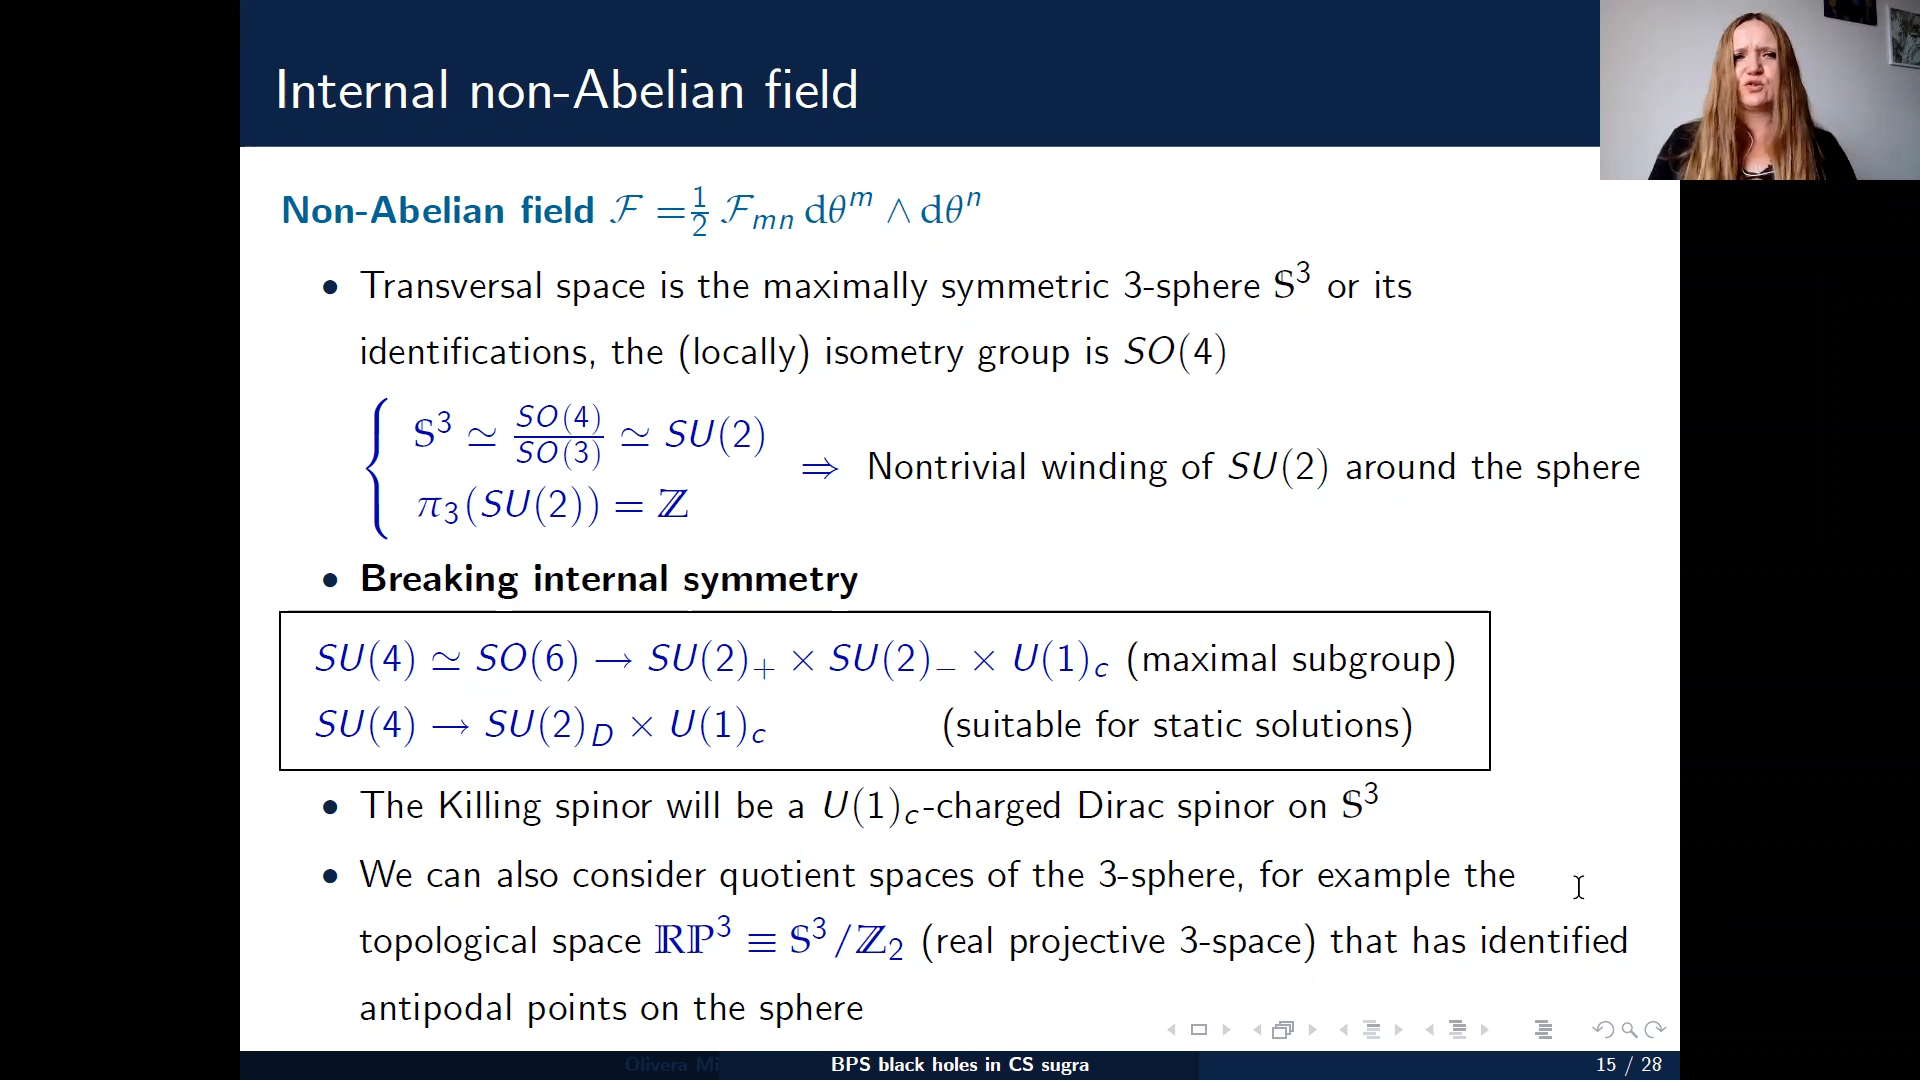 Internal non-Abelian field
Non-Abelian field ℱ = ½ ℱₘₙ dθᵐ ∧ dθⁿ
• Transversal space is the maximally symmetric 3-sphere 𝕊³ or its
identifications, the (locally) isometry group is SO(4)
𝕊³ ≃ SO(4)/SO(3) ≃ SU(2)
π₃(SU(2)) = ℤ
⇒ Nontrivial winding of SU(2) around the sphere
• Breaking internal symmetry
SU(4) ≃ SO(6) → SU(2)₊ × SU(2)₋ × U(1)_c (maximal subgroup)
SU(4) → SU(2)_D × U(1)_c (suitable for static solutions)
• The Killing spinor will be a U(1)_c-charged Dirac spinor on 𝕊³
• We can also consider quotient spaces of the 3-sphere, for example the
topological space ℝℙ³ ≡ 𝕊³/ℤ₂ (real projective 3-space) that has identified
antipodal points on the sphere
Olivera Mi
BPS black holes in CS sugra
15 / 28